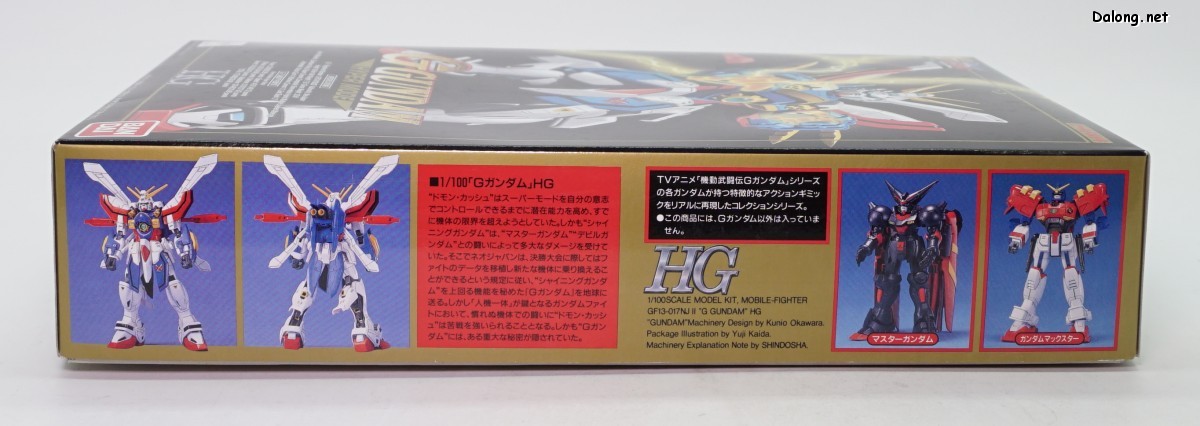 Dalong.net
G GUNDAM
BAN
DAI
■1/100「Gガンダム」HG
"ドモン・カッシュ"はスーパーモードを自分の意志
でコントロールできるまでに潜在能力を高め、すで
に機体の限界を超えようとしていた。しかも"シャイ
ニングガンダム"は、"マスターガンダム""デビルガ
ンダム"との闘いによって多大なダメージを受けて
いた。そこでネオジャパンは、決勝大会に際してはフ
ァイトのデータを移植し新たな機体に乗り換えるこ
とができるという規定に従い、"シャイニングガンダ
ム"を上回る機能を秘めた「Gガンダム」を地球に
送る。しかし「人機一体」が鍵となるガンダムファイ
トにおいて、慣れぬ機体での闘いに"ドモン・カッシ
ュ"は苦戦を強いられることとなる。しかも"Gガン
ダム"には、ある重大な秘密が隠されていた。
TVアニメ「機動武闘伝Gガンダム」シリーズ
の各ガンダムが持つ特徴的なアクションギミッ
クをリアルに再現したコレクションシリーズ。
●この商品には、Gガンダム以外は入っていま
せん。
HG
1/100SCALE MODEL KIT, MOBILE-FIGHTER
GF13-017NJ II "G GUNDAM" HG
"GUNDAM"Machinery Design by Kunio Okawara.
Package Illustration by Yuji Kaida.
Machinery Explanation Note by SHINDOSHA.
マスターガンダム
ガンダムマックスター